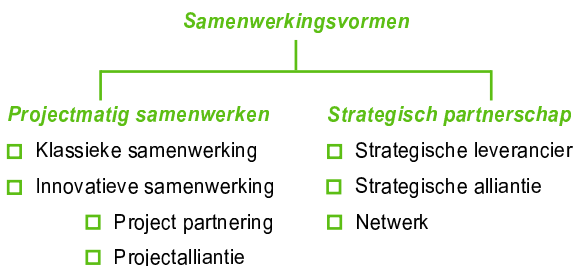 Samenwerkingsvormen
Projectmatig samenwerken
Klassieke samenwerking
Innovatieve samenwerking
Project partnering
Projectalliantie
Strategisch partnerschap
Strategische leverancier
Strategische alliantie
Netwerk